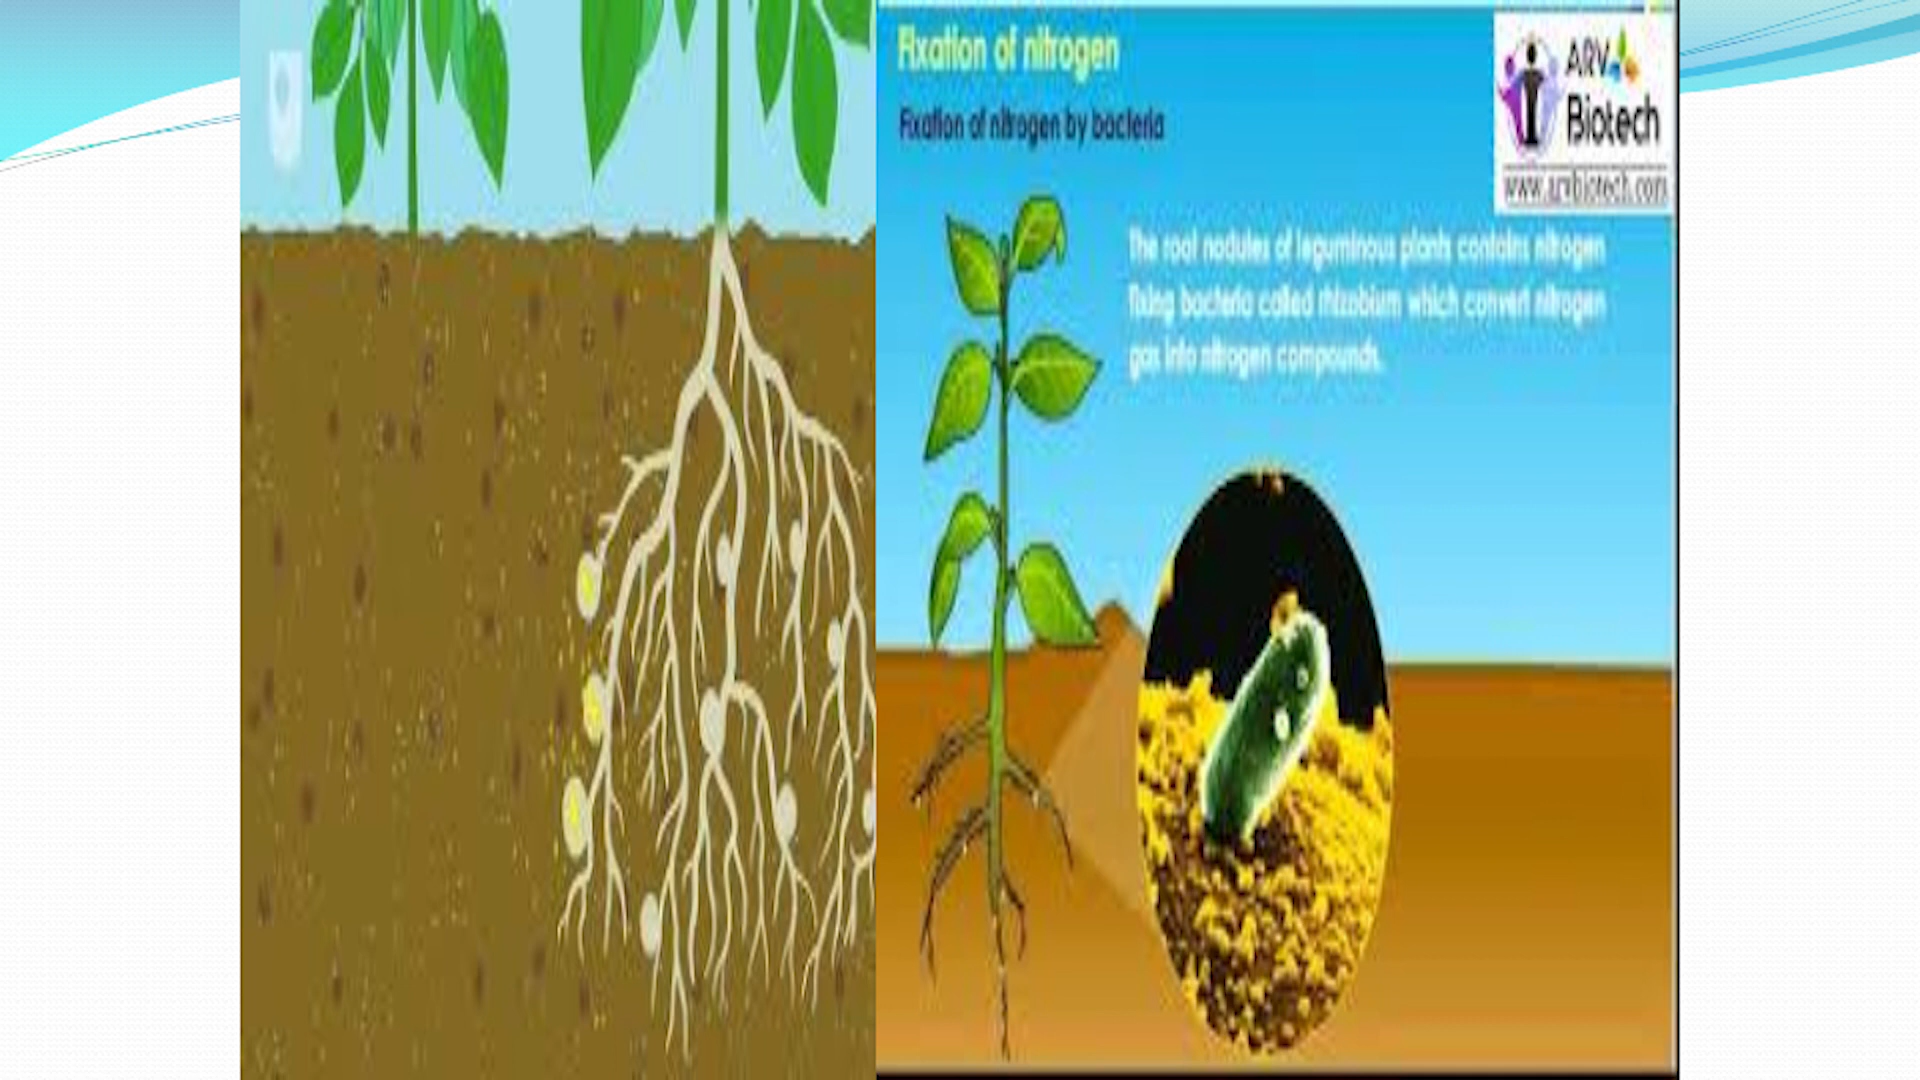 Fixation of nitrogen
Fixation of nitrogen by bacteria
ARV
Biotech
www.arvbiotech.com
The root nodules of leguminous plants contains nitrogen
fixing bacteria called rhizobium which convert nitrogen
gas into nitrogen compounds.